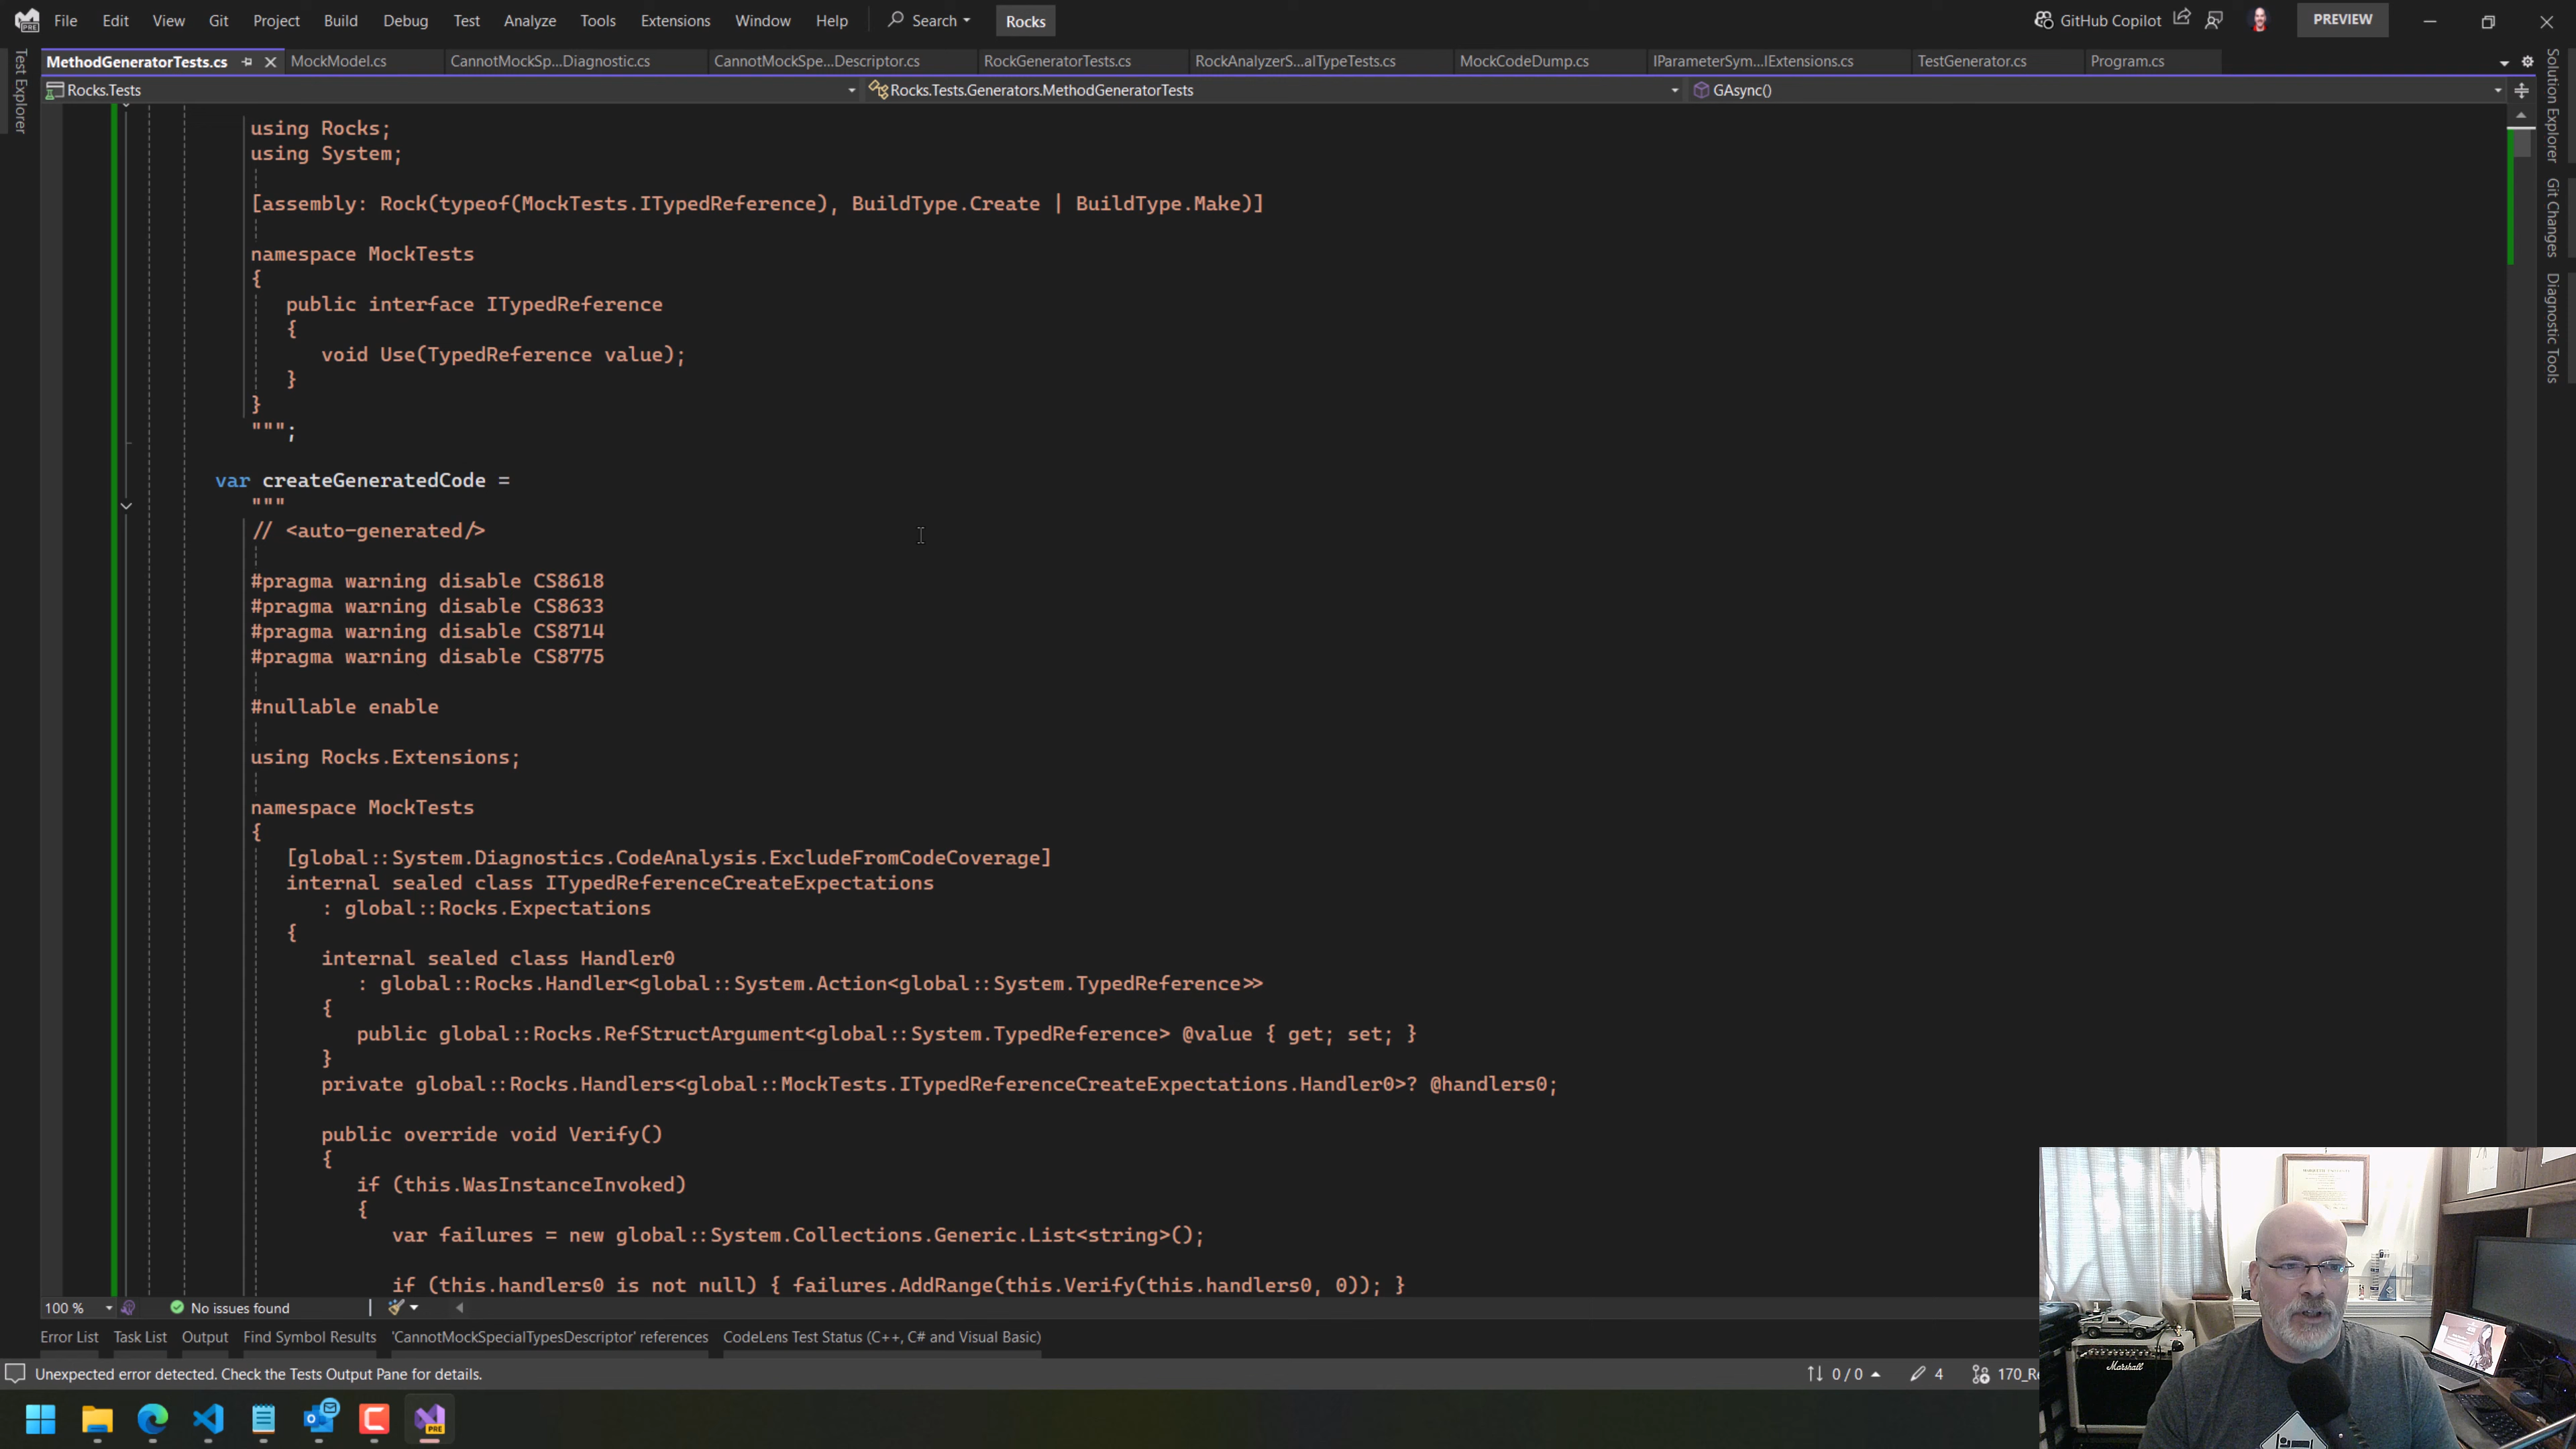 File Edit View Git Project Build Debug Test Analyze Tools Extensions Window Help Search Rocks GitHub Copilot PREVIEW
MethodGeneratorTests.cs MockModel.cs CannotMockSp...Diagnostic.cs CannotMockSpe...Descriptor.cs RockGeneratorTests.cs RockAnalyzerS...alTypeTests.cs MockCodeDump.cs IParameterSym...lExtensions.cs TestGenerator.cs Program.cs
Rocks.Tests Rocks.Tests.Generators.MethodGeneratorTests GAsync()
Test Explorer
using Rocks;
using System;
[assembly: Rock(typeof(MockTests.ITypedReference), BuildType.Create | BuildType.Make)]
namespace MockTests
{
public interface ITypedReference
{
void Use(TypedReference value);
}
}
""";
var createGeneratedCode =
"""
// <auto-generated/>
#pragma warning disable CS8618
#pragma warning disable CS8633
#pragma warning disable CS8714
#pragma warning disable CS8775
#nullable enable
using Rocks.Extensions;
namespace MockTests
{
[global::System.Diagnostics.CodeAnalysis.ExcludeFromCodeCoverage]
internal sealed class ITypedReferenceCreateExpectations
: global::Rocks.Expectations
{
internal sealed class Handler0
: global::Rocks.Handler<global::System.Action<global::System.TypedReference>>
{
public global::Rocks.RefStructArgument<global::System.TypedReference> @value { get; set; }
}
private global::Rocks.Handlers<global::MockTests.ITypedReferenceCreateExpectations.Handler0>? @handlers0;
public override void Verify()
{
if (this.WasInstanceInvoked)
{
var failures = new global::System.Collections.Generic.List<string>();
if (this.handlers0 is not null) { failures.AddRange(this.Verify(this.handlers0, 0)); }
Solution Explorer
Git Changes
Diagnostic Tools
100 % No issues found
Error List Task List Output Find Symbol Results 'CannotMockSpecialTypesDescriptor' references CodeLens Test Status (C++, C# and Visual Basic)
Unexpected error detected. Check the Tests Output Pane for details. 0 / 0 4 170_Re
PRE
Marshall